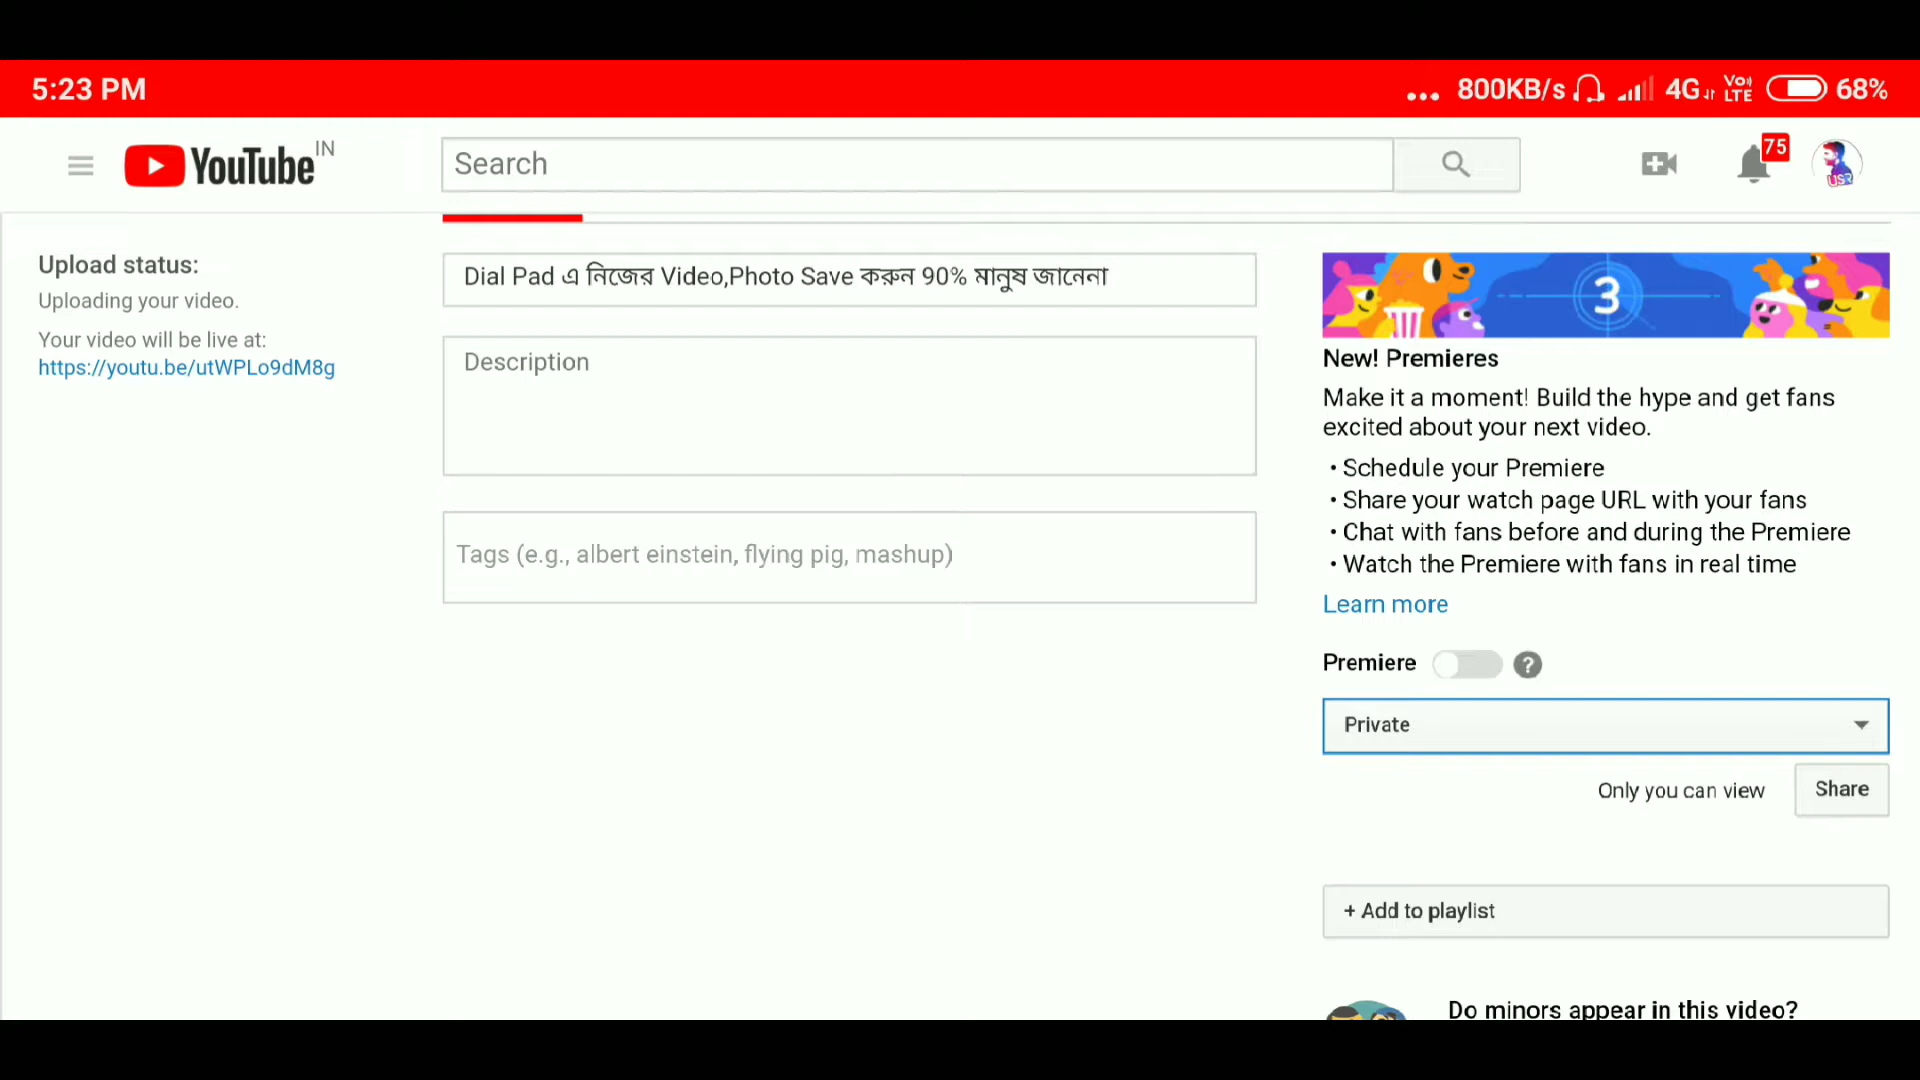 5:23 PM
... 800KB/s 4G Vo)) LTE 68%
YouTube IN
Search
75
USR
Upload status:
Uploading your video.
Your video will be live at:
https://youtu.be/utWPLo9dM8g
Dial Pad এ নিজের Video,Photo Save করুন 90% মানুষ জানেনা
Description
Tags (e.g., albert einstein, flying pig, mashup)
3
New! Premieres
Make it a moment! Build the hype and get fans
excited about your next video.
• Schedule your Premiere
• Share your watch page URL with your fans
• Chat with fans before and during the Premiere
• Watch the Premiere with fans in real time
Learn more
Premiere ?
Private
Only you can view Share
+ Add to playlist
Do minors appear in this video?